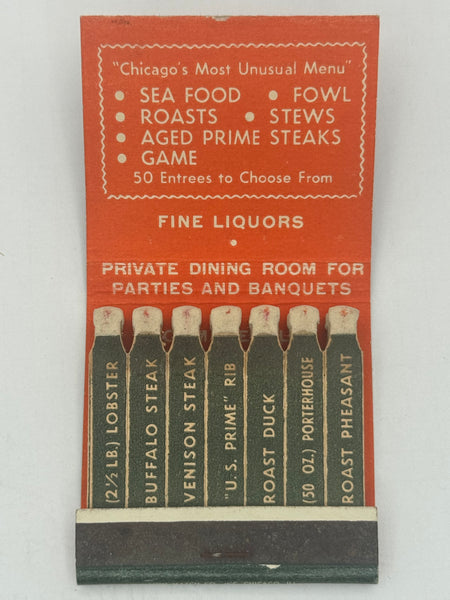 "Chicago's Most Unusual Menu"
• SEA FOOD • FOWL
• ROASTS • STEWS
• AGED PRIME STEAKS
• GAME
50 Entrees to Choose From
FINE LIQUORS
•
PRIVATE DINING ROOM FOR
PARTIES AND BANQUETS
(2½ LB.) LOBSTER
BUFFALO STEAK
VENISON STEAK
"U.S. PRIME" RIB
ROAST DUCK
(50 OZ.) PORTERHOUSE
ROAST PHEASANT